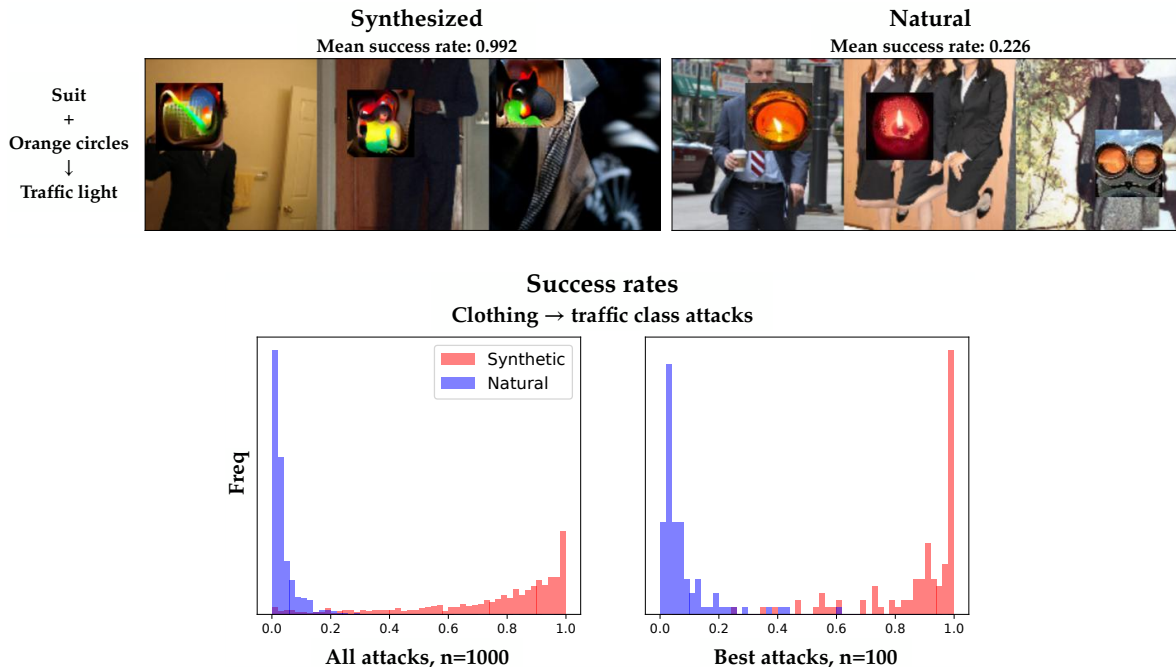 Synthesized
Mean success rate: 0.992
Natural
Mean success rate: 0.226
Suit
+
Orange circles
↓
Traffic light
Success rates
Clothing → traffic class attacks
Synthetic
Natural
Freq
0.0 0.2 0.4 0.6 0.8 1.0
0.0 0.2 0.4 0.6 0.8 1.0
All attacks, n=1000
Best attacks, n=100